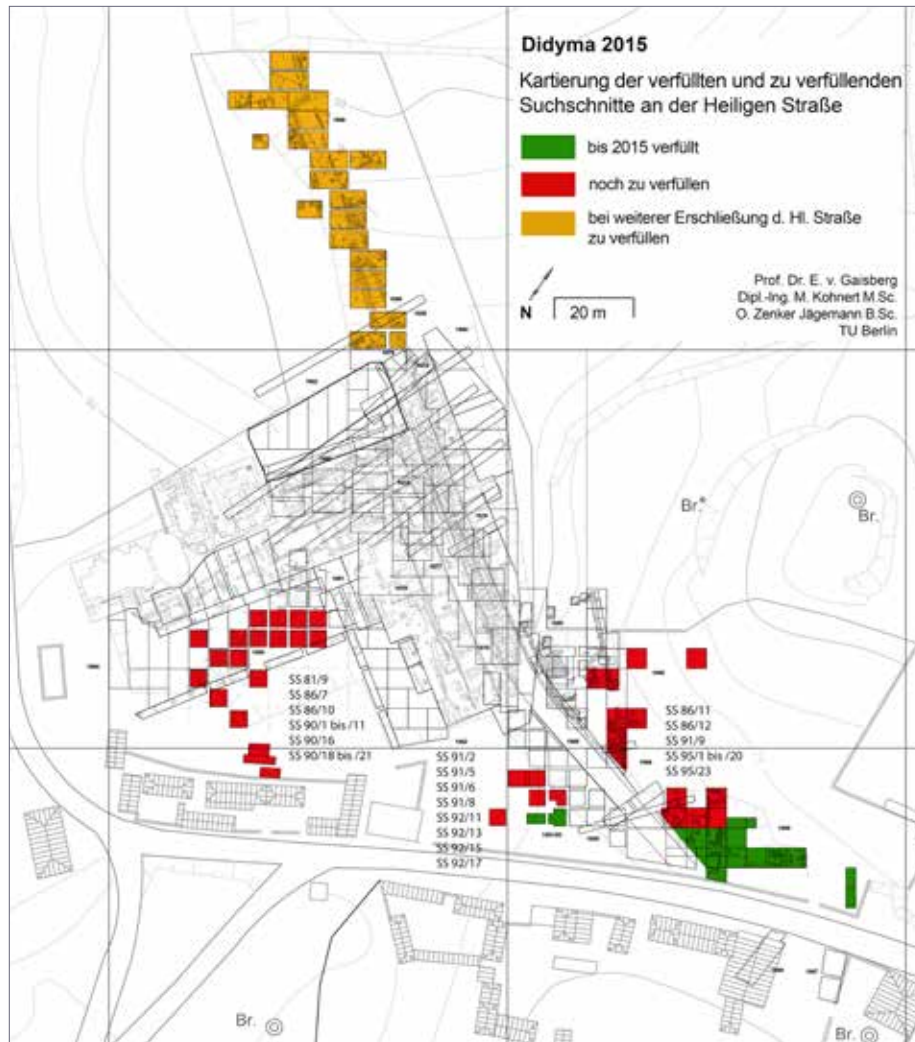 Didyma 2015
Kartierung der verfüllten und zu verfüllenden
Suchschnitte an der Heiligen Straße
bis 2015 verfüllt
noch zu verfüllen
bei weiterer Erschließung d. Hl. Straße
zu verfüllen
Prof. Dr. E. v. Gaisberg
Dipl.-Ing. M. Kohnert M.Sc.
O. Zenker Jägemann B.Sc.
TU Berlin
N
20 m
Br.
Br.
SS 81/9
SS 86/7
SS 86/10
SS 90/1 bis /11
SS 90/16
SS 90/18 bis /21
SS 86/11
SS 86/12
SS 91/9
SS 95/1 bis /20
SS 95/23
SS 91/2
SS 91/5
SS 91/6
SS 91/8
SS 92/11
SS 92/13
SS 92/15
SS 92/17
Br.
Br.